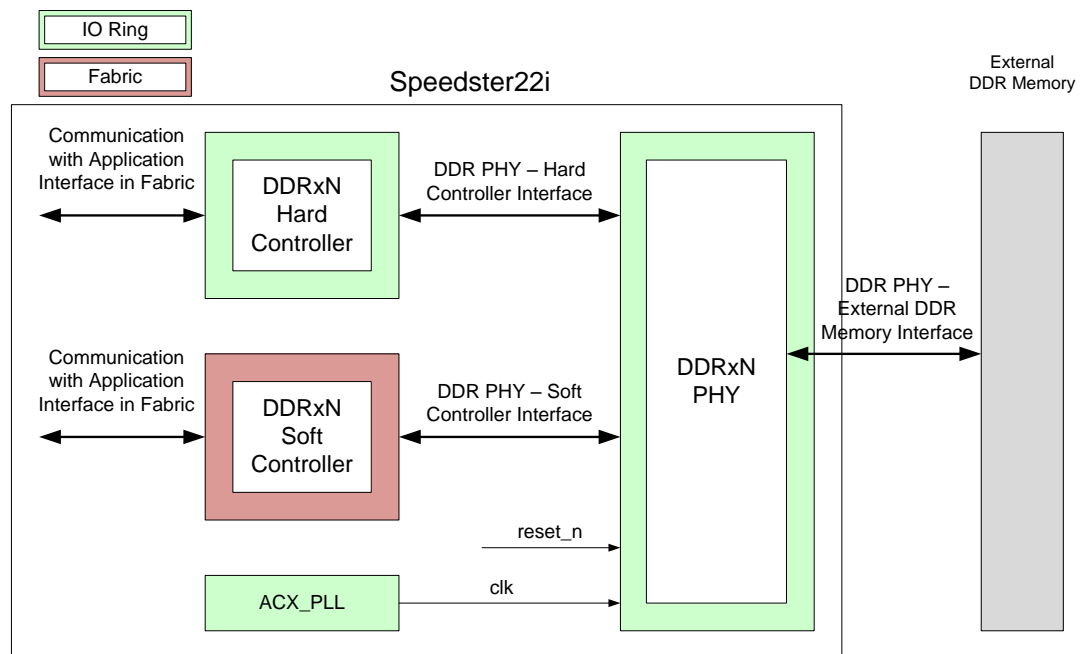 IO Ring
Fabric
Speedster22i
External
DDR Memory
Communication
with Application
Interface in Fabric
DDRxN
Hard
Controller
DDR PHY – Hard
Controller Interface
DDR PHY –
External DDR
Memory Interface
Communication
with Application
Interface in Fabric
DDRxN
Soft
Controller
DDR PHY – Soft
Controller Interface
DDRxN
PHY
reset_n
ACX_PLL
clk